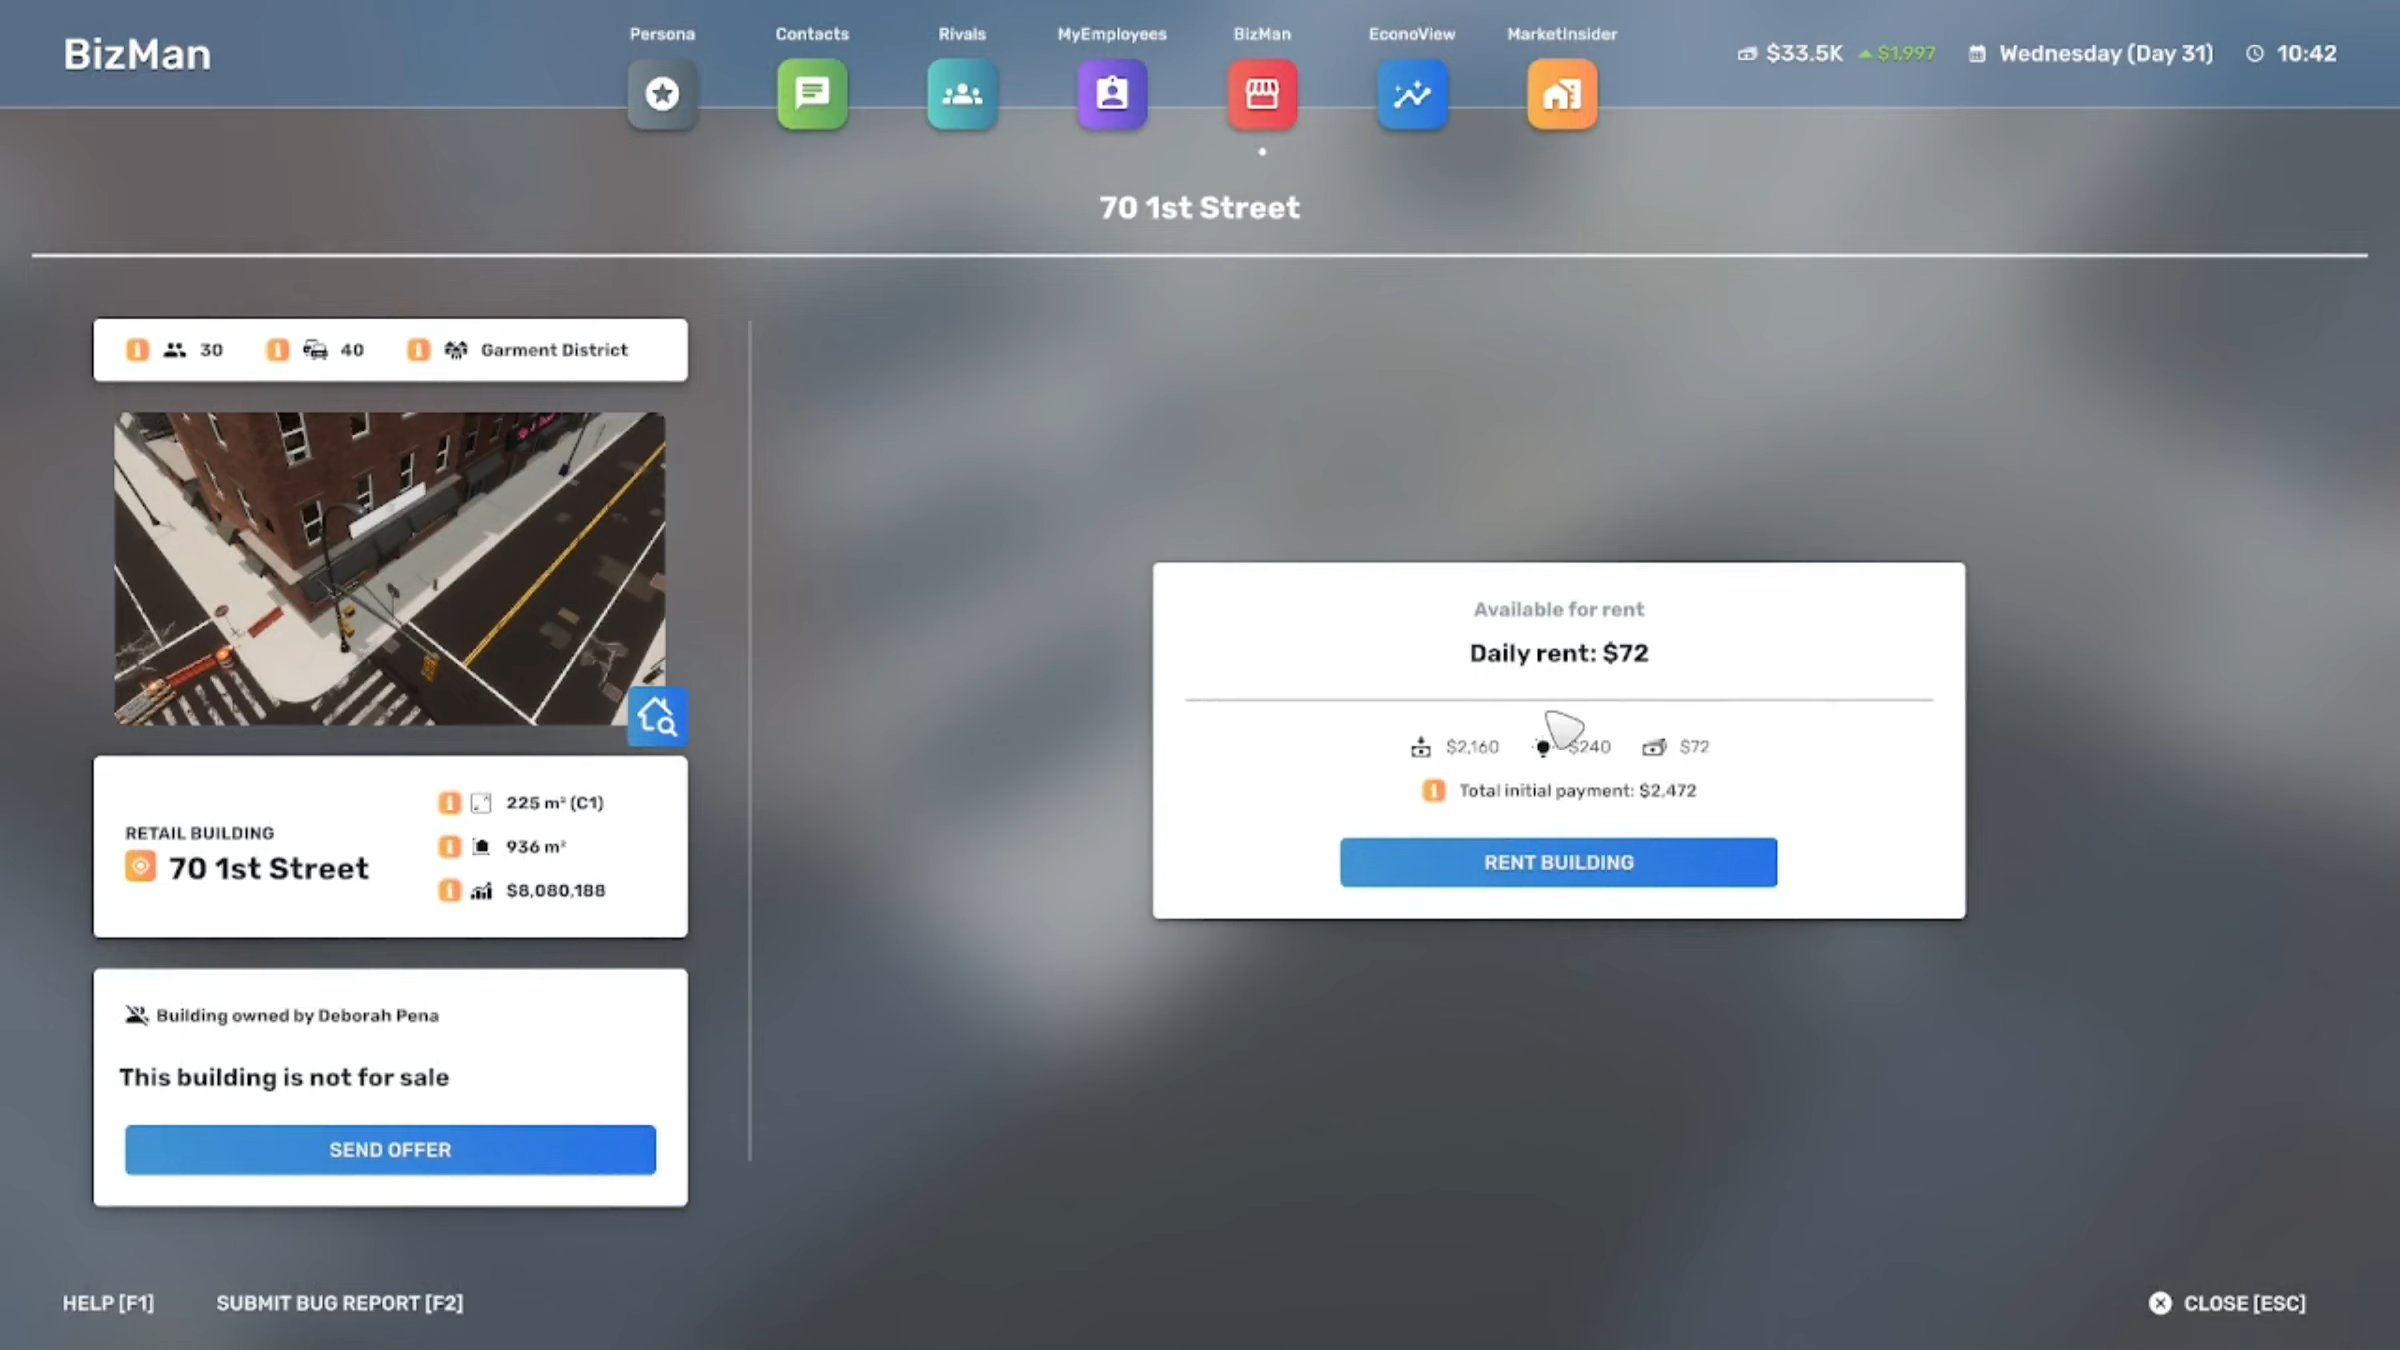 BizMan
Persona
Contacts
Rivals
MyEmployees
BizMan
EconoView
MarketInsider
$33.5K
$1,997
Wednesday (Day 31)
10:42
70 1st Street
30
40
Garment District
RETAIL BUILDING
70 1st Street
225 m² (C1)
936 m²
$8,080,188
Building owned by Deborah Pena
This building is not for sale
SEND OFFER
Available for rent
Daily rent: $72
$2,160
$240
$72
Total initial payment: $2,472
RENT BUILDING
HELP [F1]
SUBMIT BUG REPORT [F2]
CLOSE [ESC]